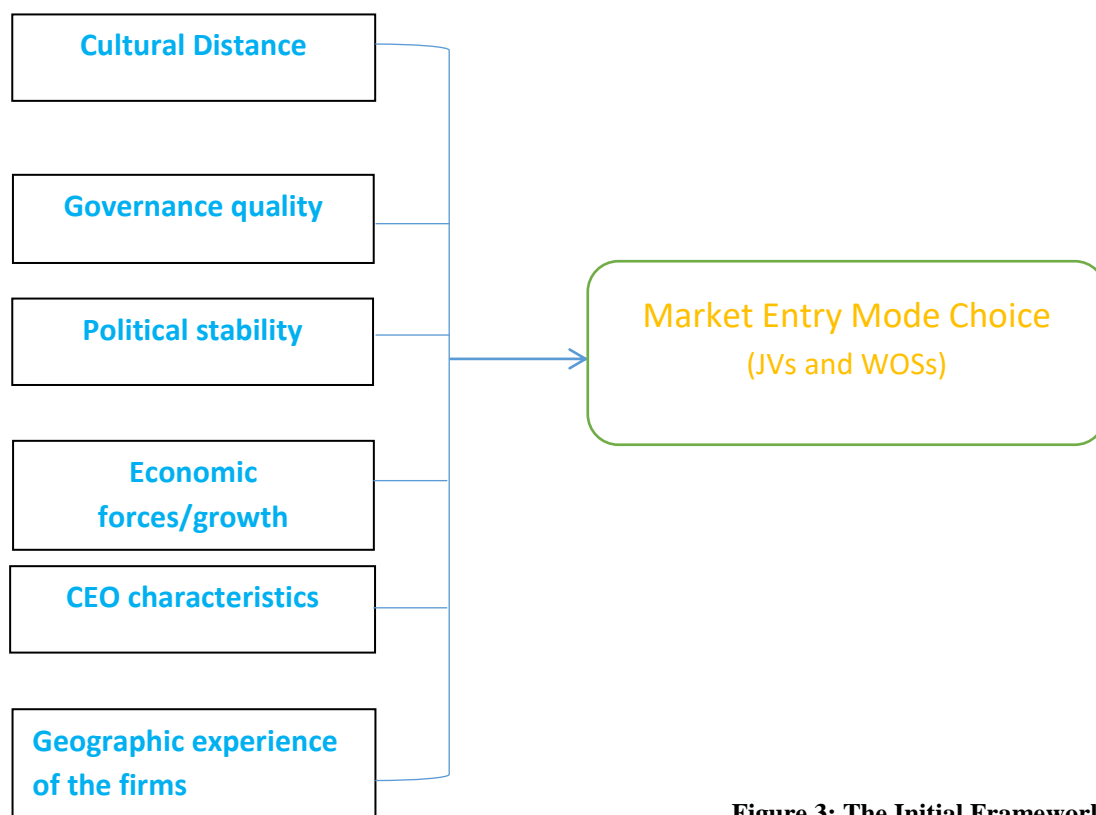 Cultural Distance
Governance quality
Political stability
Economic
forces/growth
CEO characteristics
Geographic experience
of the firms
Market Entry Mode Choice
(JVs and WOSs)
Figure 3: The Initial Framework